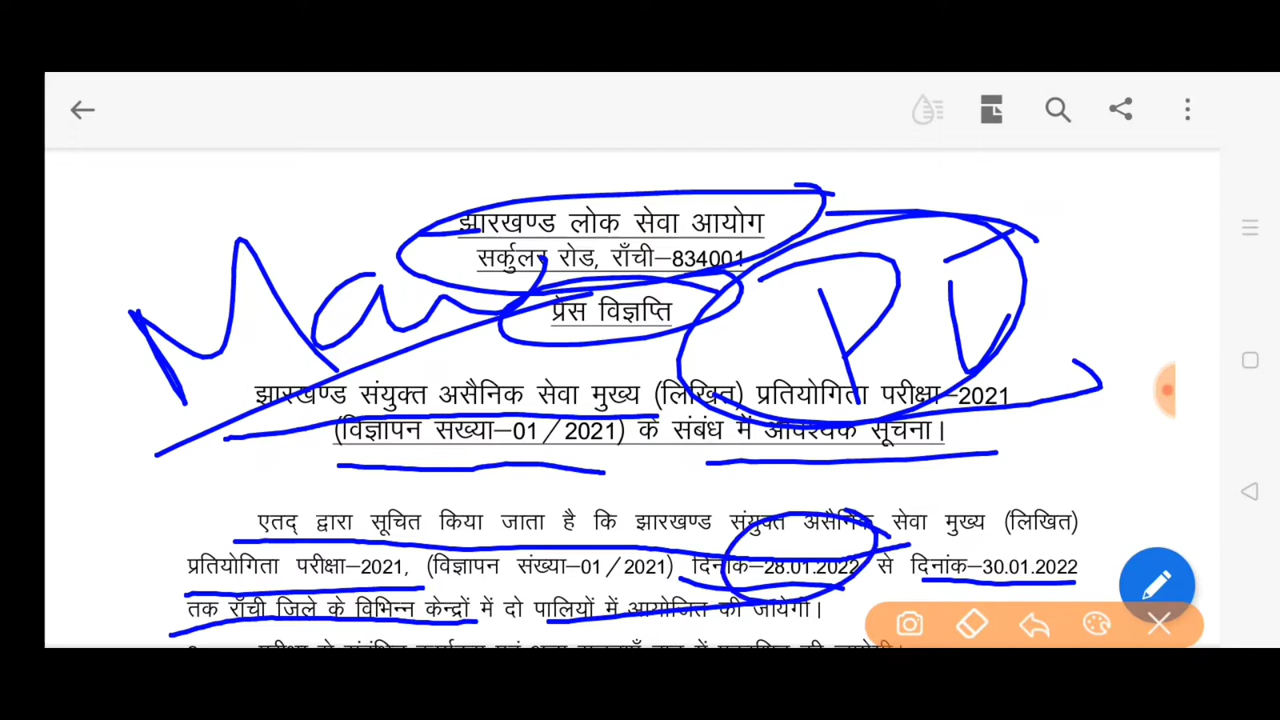 झारखण्ड लोक सेवा आयोग
सर्कुलर रोड, राँची–834001
प्रेस विज्ञप्ति
झारखण्ड संयुक्त असैनिक सेवा मुख्य (लिखित) प्रतियोगिता परीक्षा–2021
(विज्ञापन सख्या–01/2021) के संबंध में आवश्यक सूचना।
एतद् द्वारा सूचित किया जाता है कि झारखण्ड संयुक्त असैनिक सेवा मुख्य (लिखित)
प्रतियोगिता परीक्षा–2021, (विज्ञापन संख्या–01/2021) दिनांक–28.01.2022 से दिनांक–30.01.2022
तक राँची जिले के विभिन्न केन्द्रों में दो पालियों में आयोजित की जायेगी।